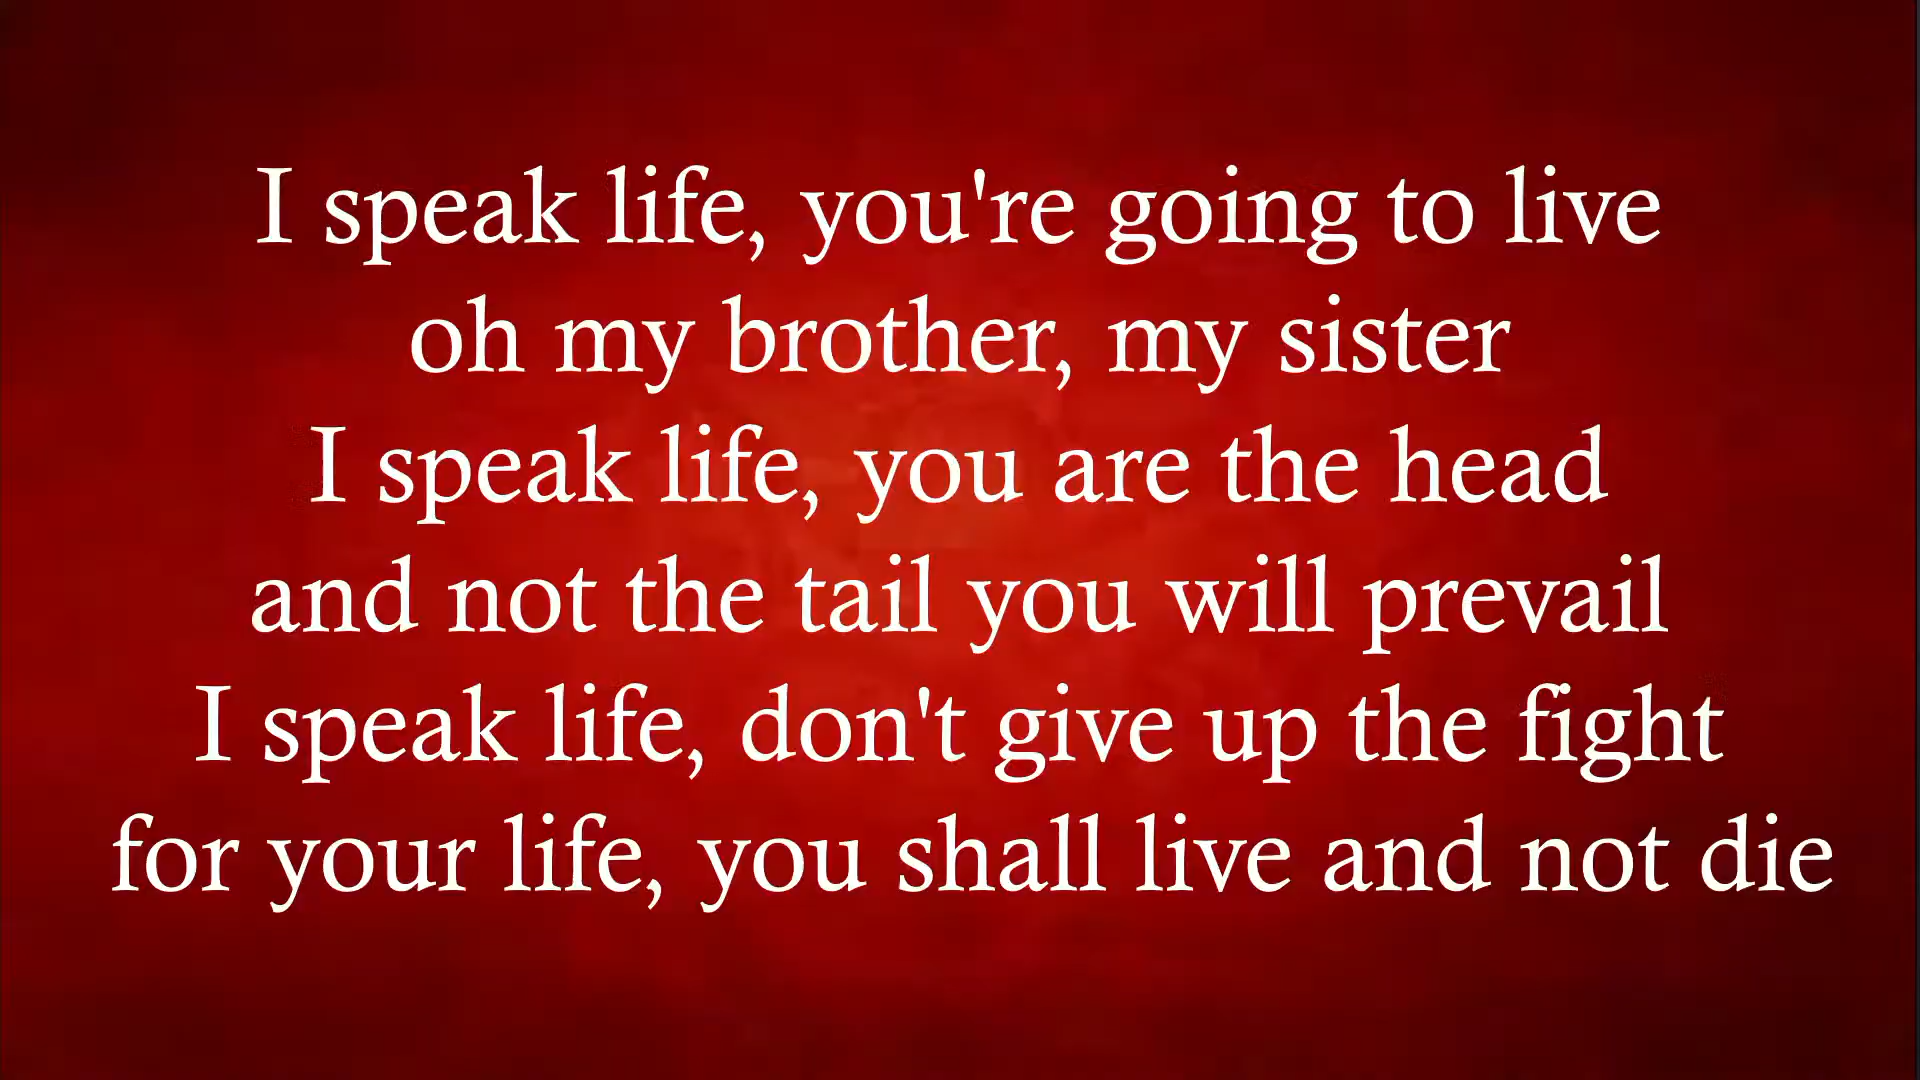 I speak life, you're going to live
oh my brother, my sister
I speak life, you are the head
and not the tail you will prevail
I speak life, don't give up the fight
for your life, you shall live and not die